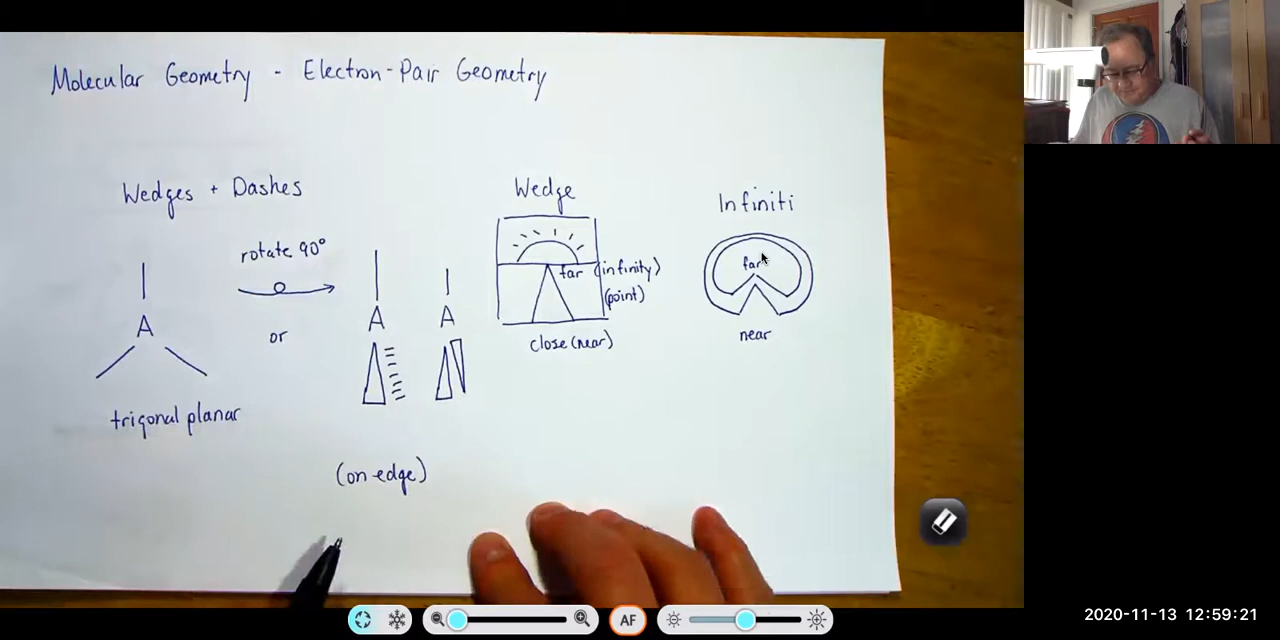 Molecular Geometry - Electron-Pair Geometry
Wedges + Dashes
Wedge
Infiniti
rotate 90°
far (infinity)
(point)
far
A
A
A
or
close (near)
near
trigonal planar
(on edge)
AF
2020-11-13 12:59:21